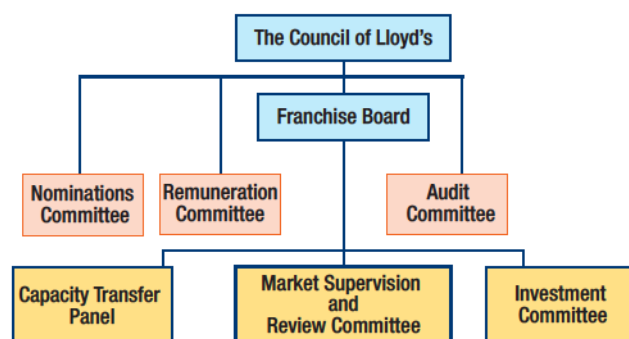 The Council of Lloyd's
Franchise Board
Nominations
Committee
Remuneration
Committee
Audit
Committee
Capacity Transfer
Panel
Market Supervision
and
Review Committee
Investment
Committee